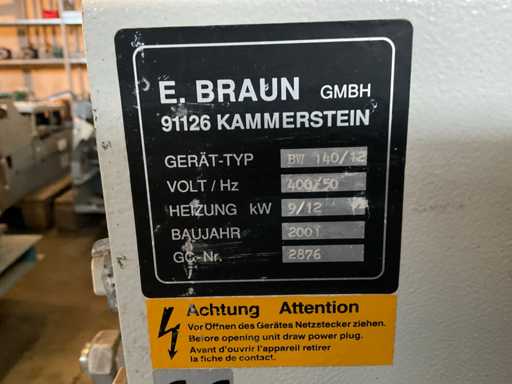 E. BRAUN GMBH
91126 KAMMERSTEIN
GERÄT-TYP BW 140/12
VOLT / Hz 400/50
HEIZUNG kW 9/12
BAUJAHR 2001
GC.-Nr. 2876
Achtung Attention
Vor Öffnen des Gerätes Netzstecker ziehen.
Before opening unit draw power plug.
Avant d'ouvrir l'appareil retirer
la fiche de contact.